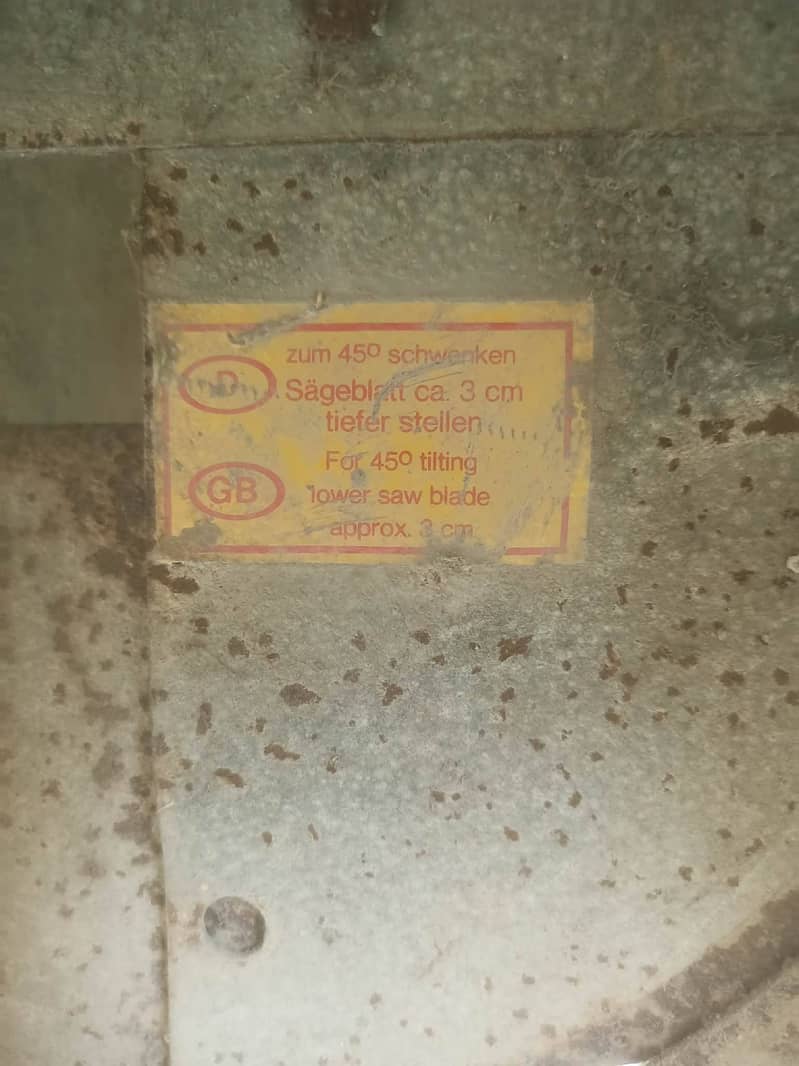 D
zum 45° schwenken
Sägeblatt ca. 3 cm
tiefer stellen
GB
For 45° tilting
lower saw blade
approx. 3 cm